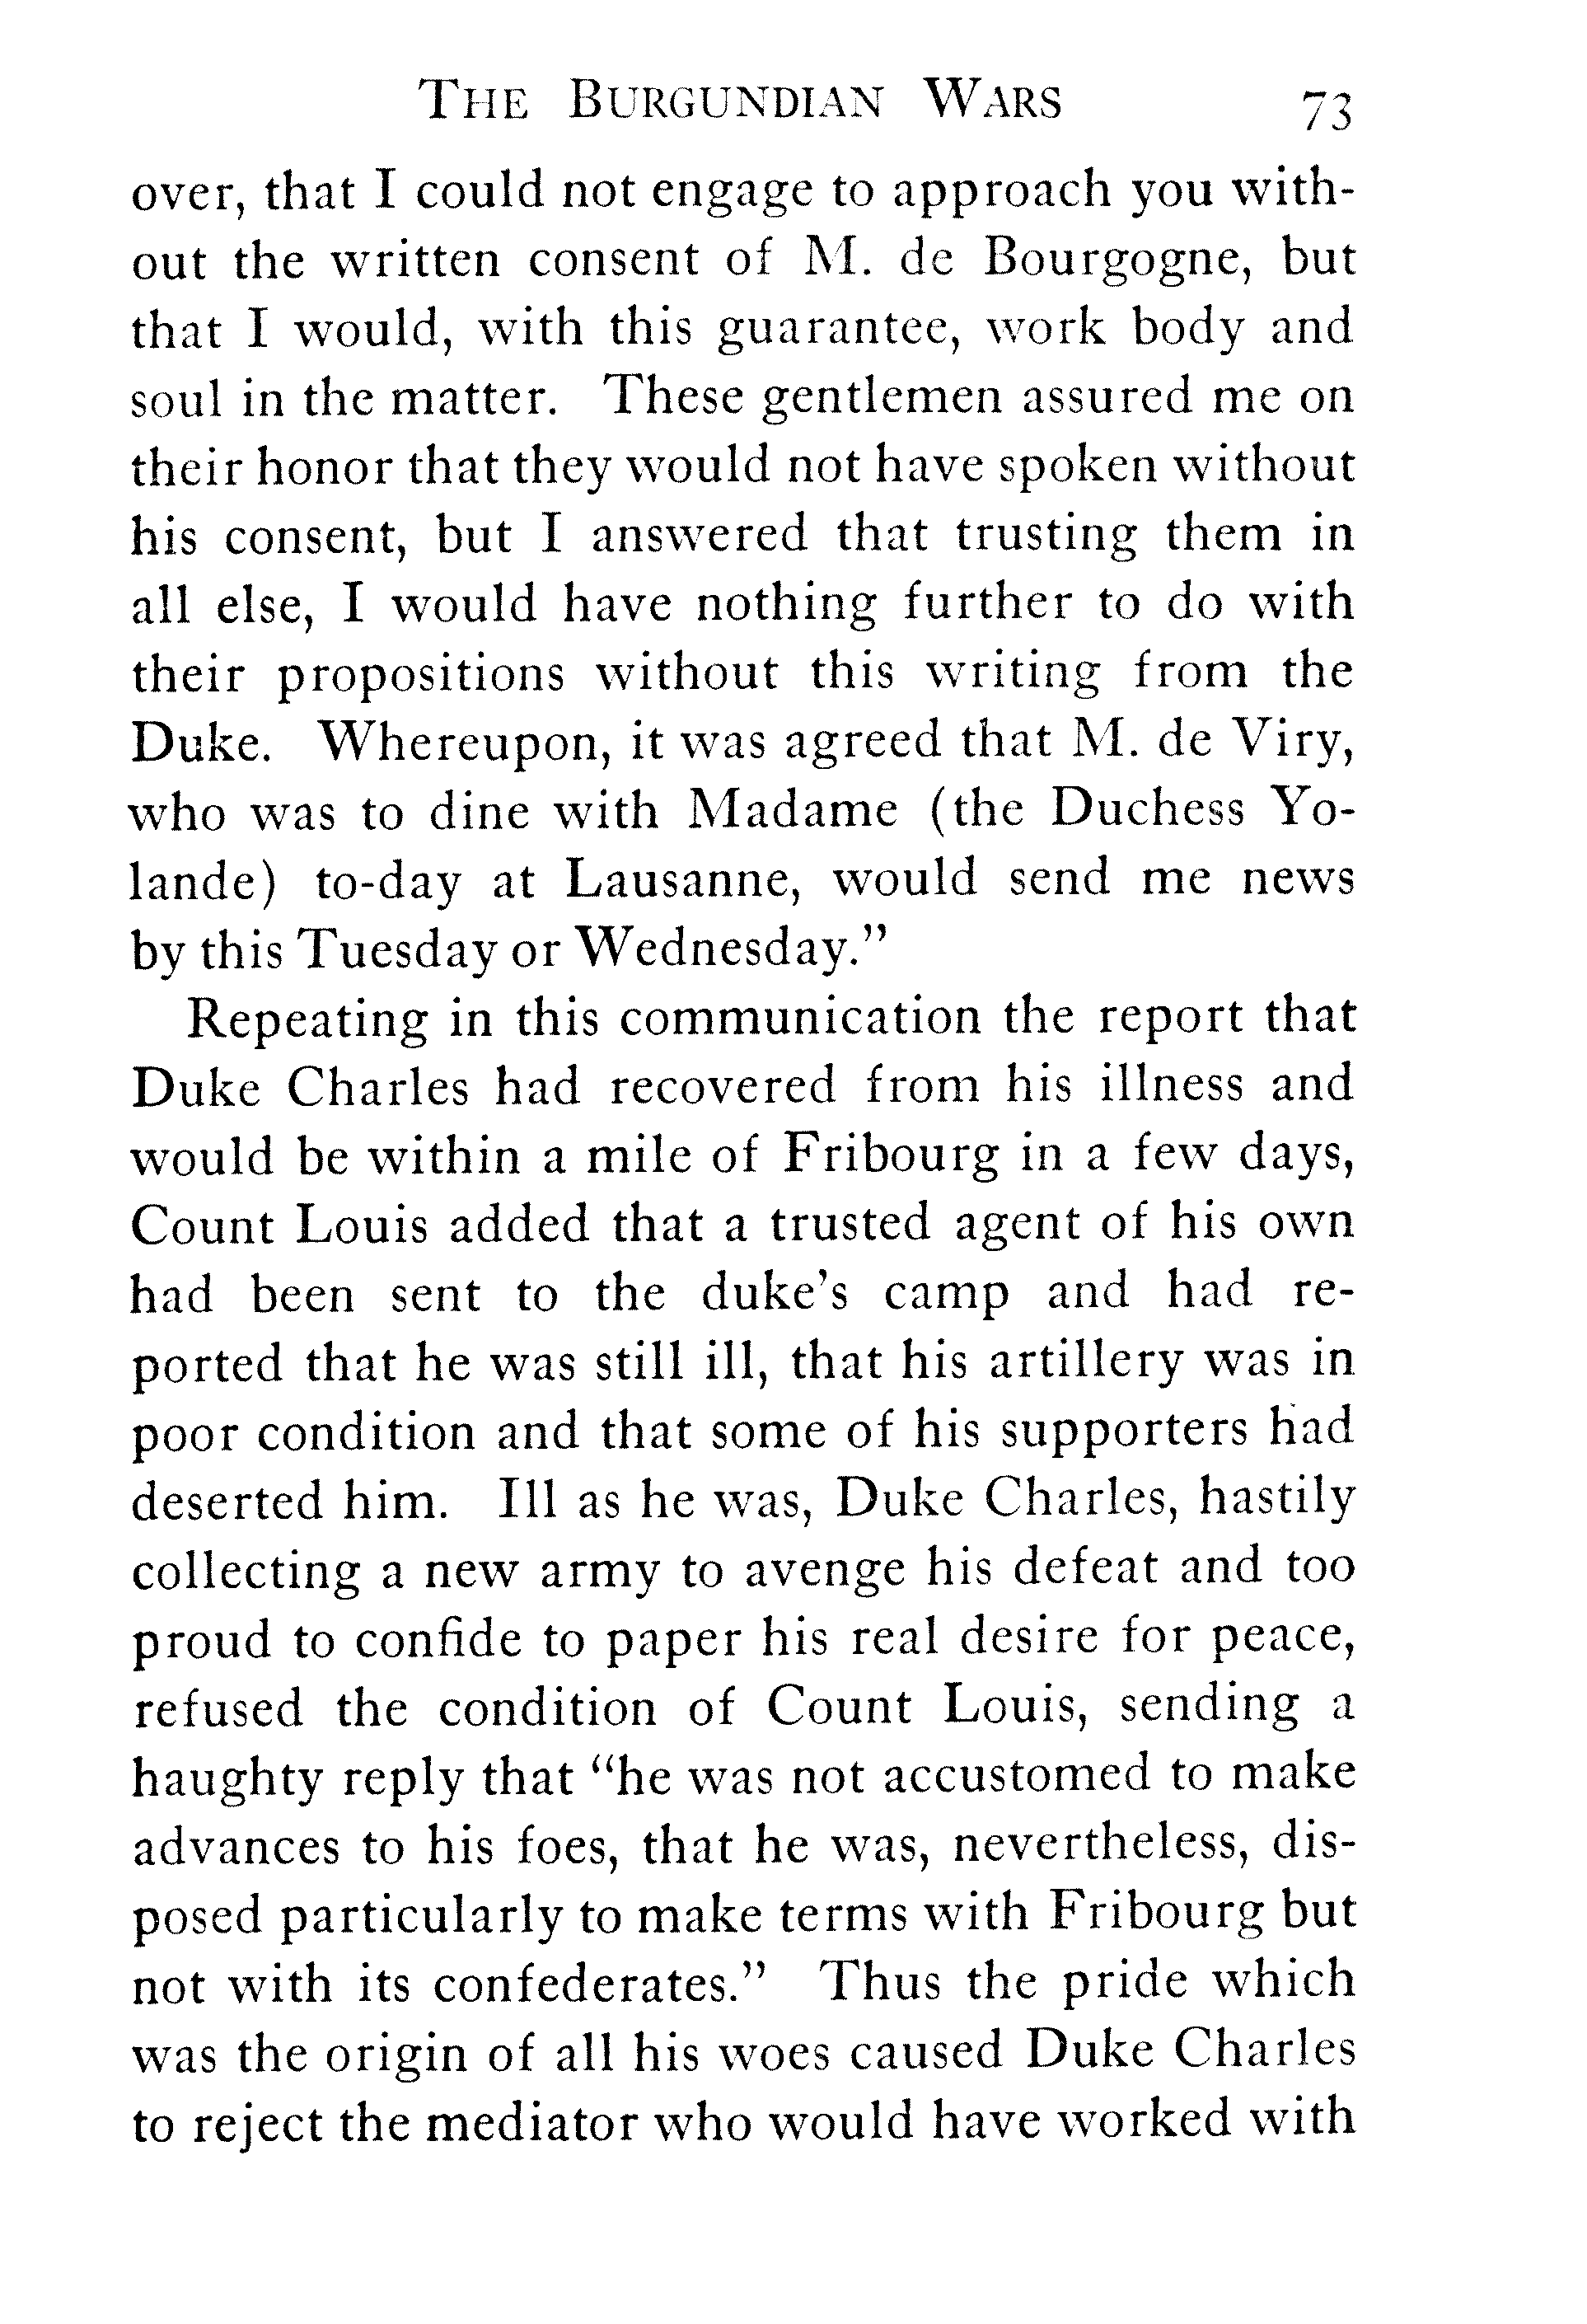 THE BURGUNDIAN WARS 73
over, that I could not engage to approach you with-
out the written consent of M. de Bourgogne, but
that I would, with this guarantee, work body and
soul in the matter. These gentlemen assured me on
their honor that they would not have spoken without
his consent, but I answered that trusting them in
all else, I would have nothing further to do with
their propositions without this writing from the
Duke. Whereupon, it was agreed that M. de Viry,
who was to dine with Madame (the Duchess Yo-
lande) to-day at Lausanne, would send me news
by this Tuesday or Wednesday.”
Repeating in this communication the report that
Duke Charles had recovered from his illness and
would be within a mile of Fribourg in a few days,
Count Louis added that a trusted agent of his own
had been sent to the duke’s camp and had re-
ported that he was still ill, that his artillery was in
poor condition and that some of his supporters had
deserted him. Ill as he was, Duke Charles, hastily
collecting a new army to avenge his defeat and too
proud to confide to paper his real desire for peace,
refused the condition of Count Louis, sending a
haughty reply that “he was not accustomed to make
advances to his foes, that he was, nevertheless, dis-
posed particularly to make terms with Fribourg but
not with its confederates.” Thus the pride which
was the origin of all his woes caused Duke Charles
to reject the mediator who would have worked with